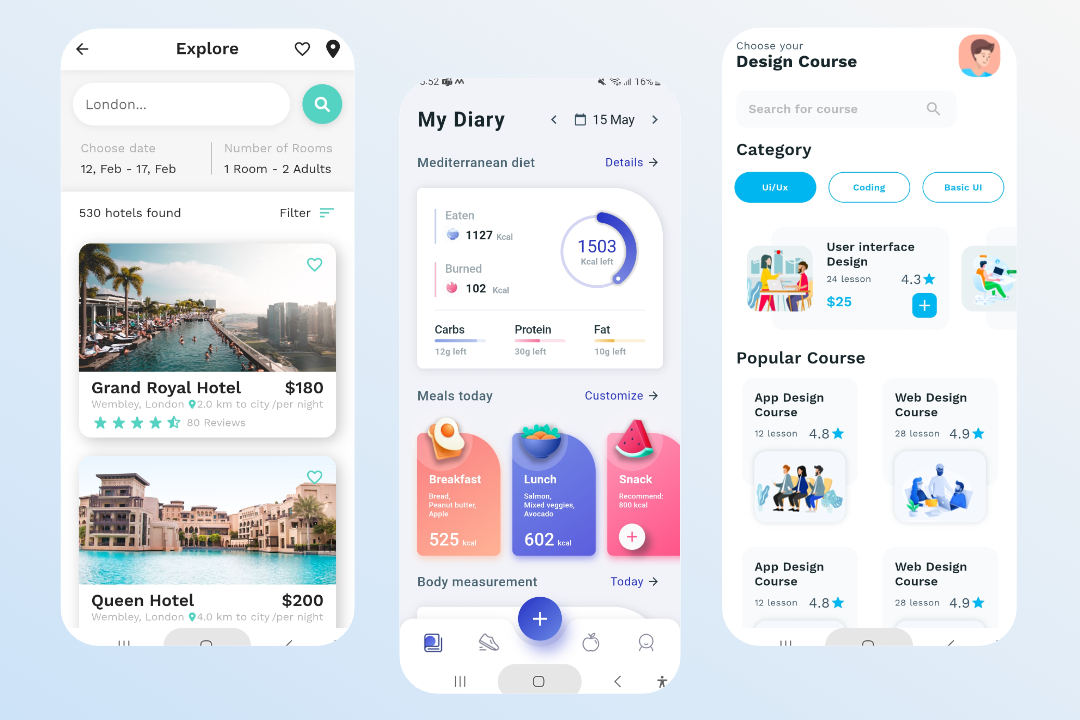 Explore
London...
Choose date
Number of Rooms
12, Feb - 17, Feb
1 Room - 2 Adults
530 hotels found
Filter
Grand Royal Hotel
$180
Wembley, London
2.0 km to city
/per night
80 Reviews
Queen Hotel
$200
Wembley, London
4.0 km to city
/per night
16%
My Diary
15 May
Mediterranean diet
Details
Eaten
1127 Kcal
Burned
102 Kcal
1503
Kcal left
Carbs
12g left
Protein
30g left
Fat
10g left
Meals today
Customize
Breakfast
Bread,
Peanut butter,
Apple
525 kcal
Lunch
Salmon,
Mixed veggies,
Avocado
602 kcal
Snack
Recommend:
800 kcal
Body measurement
Today
Choose your
Design Course
Search for course
Category
Ui/Ux
Coding
Basic UI
User interface
Design
24 lesson
4.3
$25
Popular Course
App Design
Course
12 lesson
4.8
Web Design
Course
28 lesson
4.9
App Design
Course
12 lesson
4.8
Web Design
Course
28 lesson
4.9